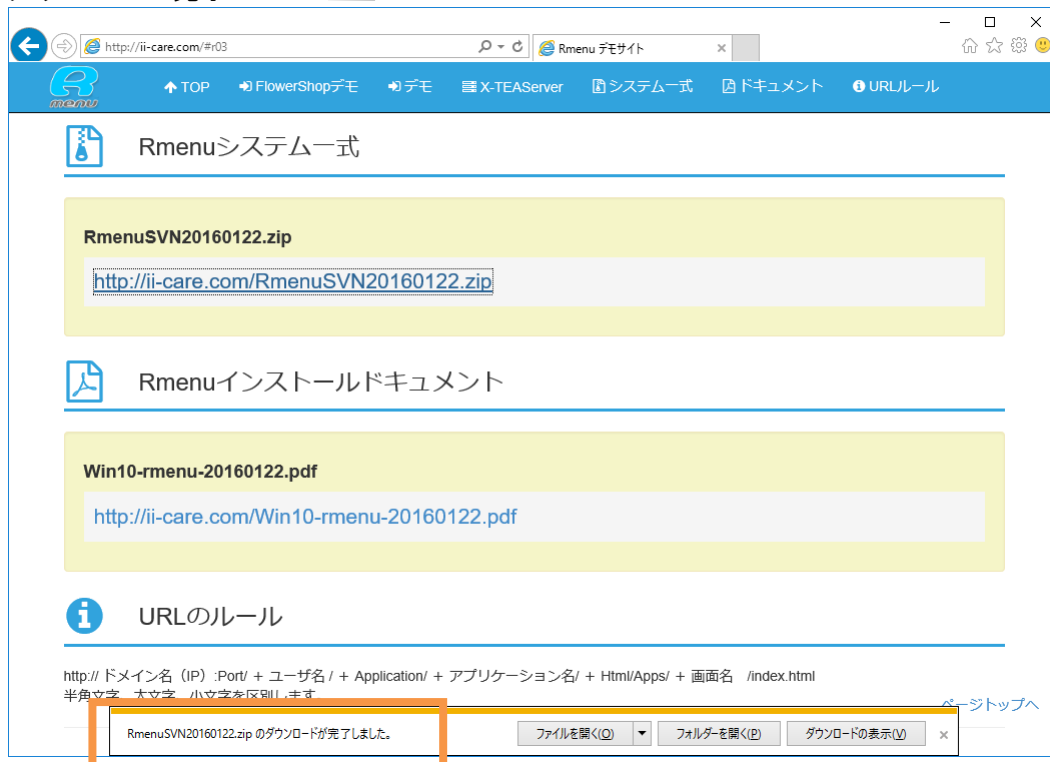 http://ii-care.com/#r03
Rmenu デモサイト
Rmenu
TOP
FlowerShopデモ
デモ
X-TEAServer
システム一式
ドキュメント
URLルール
Rmenuシステム一式
RmenuSVN20160122.zip
http://ii-care.com/RmenuSVN20160122.zip
Rmenuインストールドキュメント
Win10-rmenu-20160122.pdf
http://ii-care.com/Win10-rmenu-20160122.pdf
URLのルール
http:// ドメイン名（IP）:Port/ + ユーザ名 / + Application/ + アプリケーション名/ + Html/Apps/ + 画面名 /index.html
半角文字、大文字、小文字を区別します
ページトップへ
RmenuSVN20160122.zip のダウンロードが完了しました。
ファイルを開く(O)
フォルダーを開く(P)
ダウンロードの表示(V)